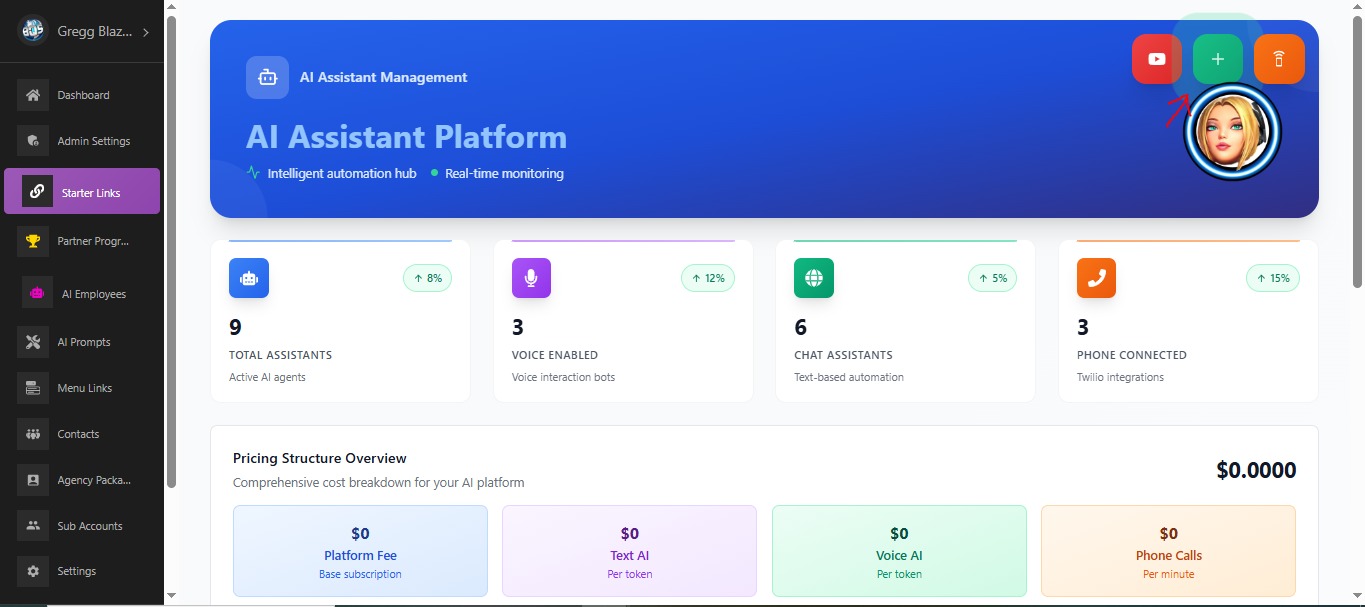 Gregg Blaz...
Dashboard
Admin Settings
Starter Links
Partner Progr...
AI Employees
AI Prompts
Menu Links
Contacts
Agency Packa...
Sub Accounts
Settings
AI Assistant Management
AI Assistant Platform
Intelligent automation hub
Real-time monitoring
↑ 8%
9
TOTAL ASSISTANTS
Active AI agents
↑ 12%
3
VOICE ENABLED
Voice interaction bots
↑ 5%
6
CHAT ASSISTANTS
Text-based automation
↑ 15%
3
PHONE CONNECTED
Twilio integrations
Pricing Structure Overview
Comprehensive cost breakdown for your AI platform
$0.0000
$0
Platform Fee
Base subscription
$0
Text AI
Per token
$0
Voice AI
Per token
$0
Phone Calls
Per minute